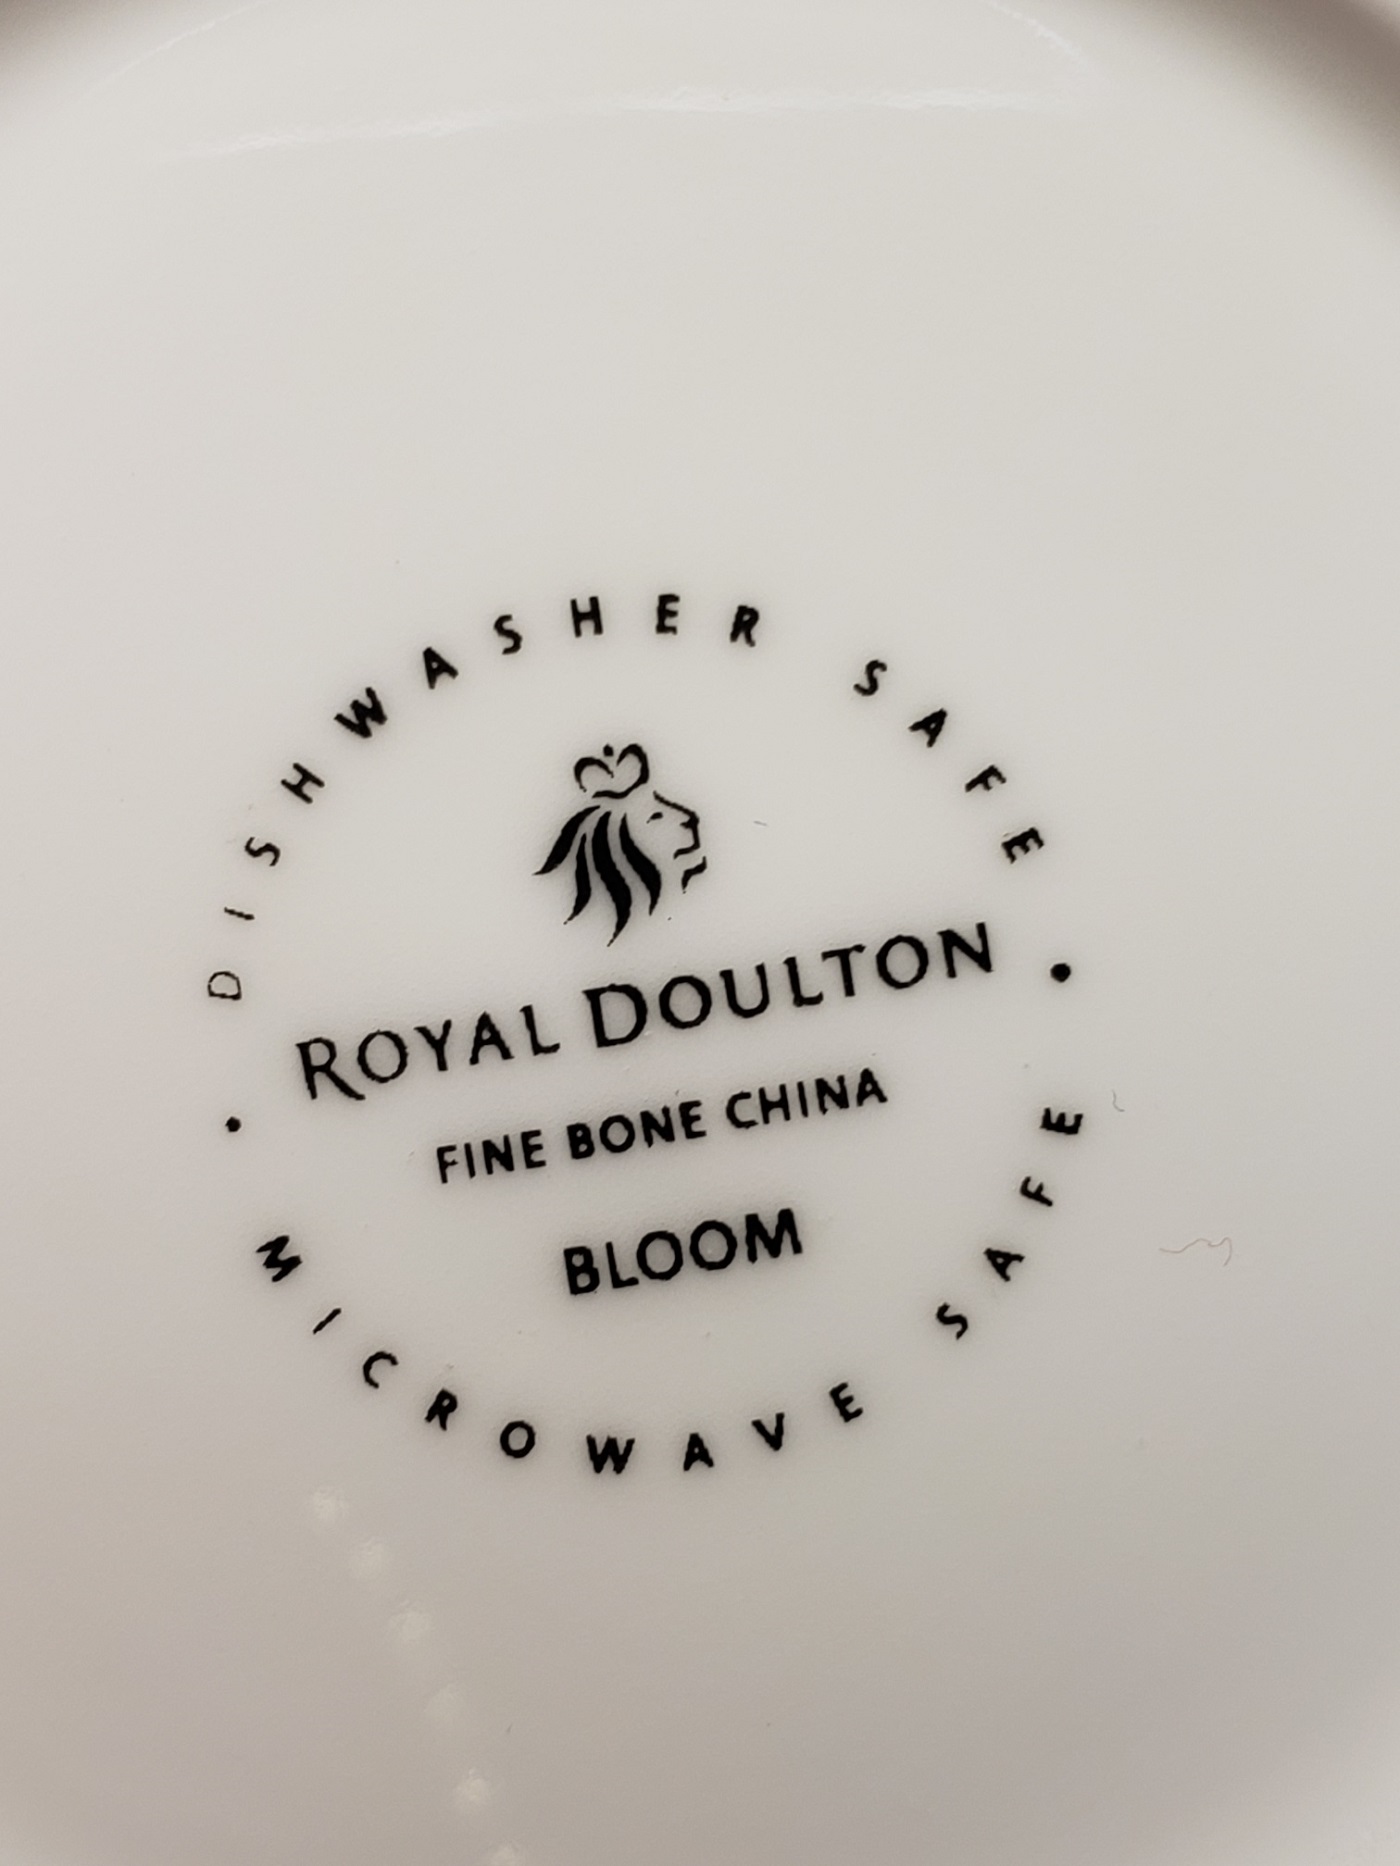 DISHWASHER SAFE
ROYAL DOULTON
FINE BONE CHINA
BLOOM
MICROWAVE SAFE